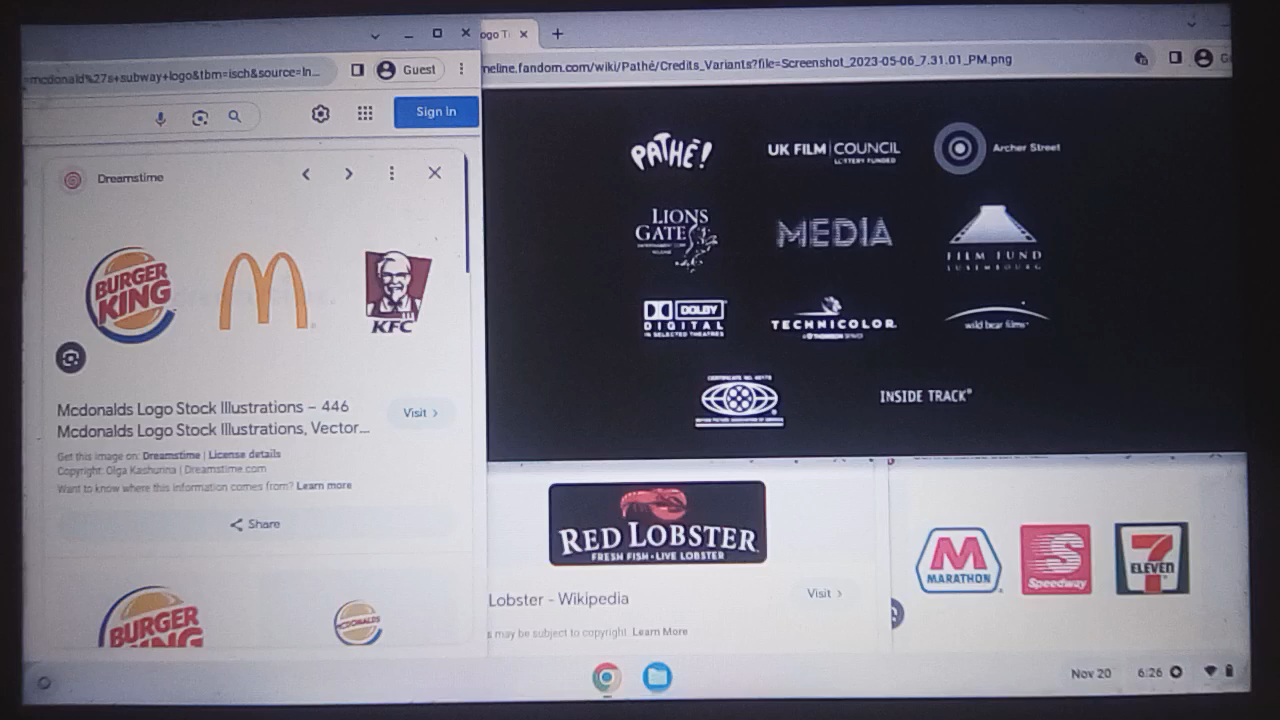 =mcdonald%27s+subway+logo&tbm=isch&source=ln...
Guest
Sign in
Dreamstime
BURGER
KING
KFC
Mcdonalds Logo Stock Illustrations – 446
Mcdonalds Logo Stock Illustrations, Vector...
Visit
Get this image on: Dreamstime | License details
Copyright: Olga Kashurina | Dreamstime.com
Want to know where this information comes from? Learn more
Share
BURGER
KING
MCDONALDS
ogo Ti
neline.fandom.com/wiki/Pathé/Credits_Variants?file=Screenshot_2023-05-06_7.31.01_PM.png
PATHÉ!
UK FILM COUNCIL
LOTTERY FUNDED
Archer Street
LIONS
GATE
MEDIA
FILM FUND
LUXEMBOURG
DOLBY
DIGITAL
IN SELECTED THEATRES
TECHNICOLOR
wild bear films
INSIDE TRACK
RED LOBSTER
FRESH FISH • LIVE LOBSTER
Lobster - Wikipedia
Visit
s may be subject to copyright. Learn More
MARATHON
Speedway
7
ELEVEN
Nov 20
6:26